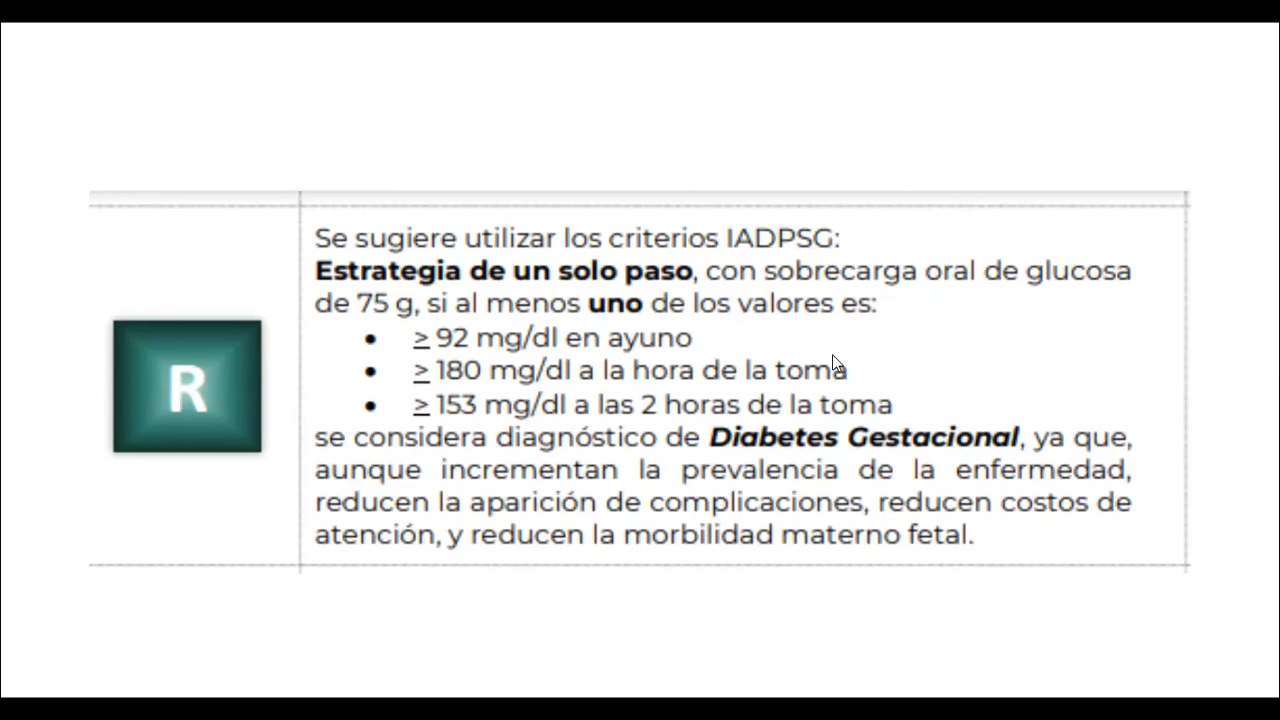 Se sugiere utilizar los criterios IADPSG:
Estrategia de un solo paso, con sobrecarga oral de glucosa
de 75 g, si al menos uno de los valores es:
• ≥ 92 mg/dl en ayuno
• ≥ 180 mg/dl a la hora de la toma
• ≥ 153 mg/dl a las 2 horas de la toma
R
se considera diagnóstico de Diabetes Gestacional, ya que,
aunque incrementan la prevalencia de la enfermedad,
reducen la aparición de complicaciones, reducen costos de
atención, y reducen la morbilidad materno fetal.